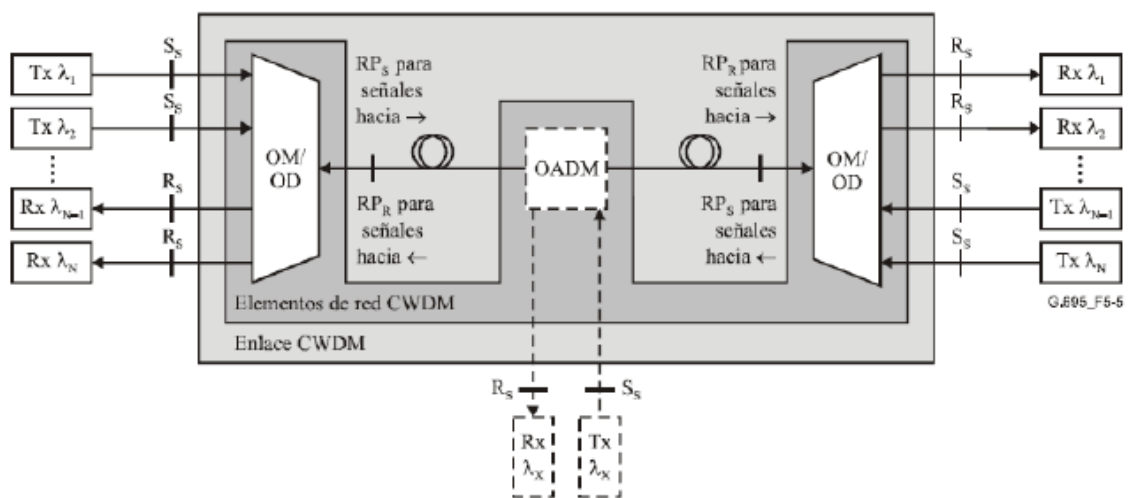 Tx λ1
SS
Tx λ2
SS
Rx λN=1
RS
Rx λN
RS
OM/
OD
RPS para
señales
hacia →
RPR para
señales
hacia ←
OADM
RPR para
señales
hacia →
RPS para
señales
hacia ←
OM/
OD
RS
Rx λ1
RS
Rx λ2
SS
Tx λN=1
SS
Tx λN
G.695_F5-5
Elementos de red CWDM
Enlace CWDM
RS
SS
Rx
λX
Tx
λX